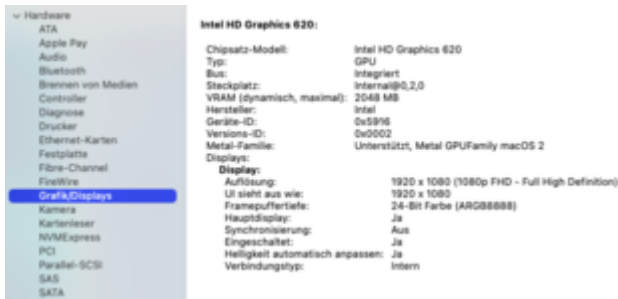 Hardware
ATA
Apple Pay
Audio
Bluetooth
Brennen von Medien
Controller
Diagnose
Drucker
Ethernet-Karten
Festplatte
Fibre-Channel
FireWire
Grafik/Displays
Kamera
Kartenleser
NVMExpress
PCI
Parallel-SCSI
SAS
SATA
Intel HD Graphics 620:
Chipsatz-Modell: Intel HD Graphics 620
Typ: GPU
Bus: Integriert
Steckplatz: Internal@0,2,0
VRAM (dynamisch, maximal): 2048 MB
Hersteller: Intel
Geräte-ID: 0x5916
Versions-ID: 0x0002
Metal-Familie: Unterstützt, Metal GPUFamily macOS 2
Displays:
Display:
Auflösung: 1920 x 1080 (1080p FHD - Full High Definition)
UI sieht aus wie: 1920 x 1080
Framepuffertiefe: 24-Bit Farbe (ARGB8888)
Hauptdisplay: Ja
Synchronisierung: Aus
Eingeschaltet: Ja
Helligkeit automatisch anpassen: Ja
Verbindungstyp: Intern